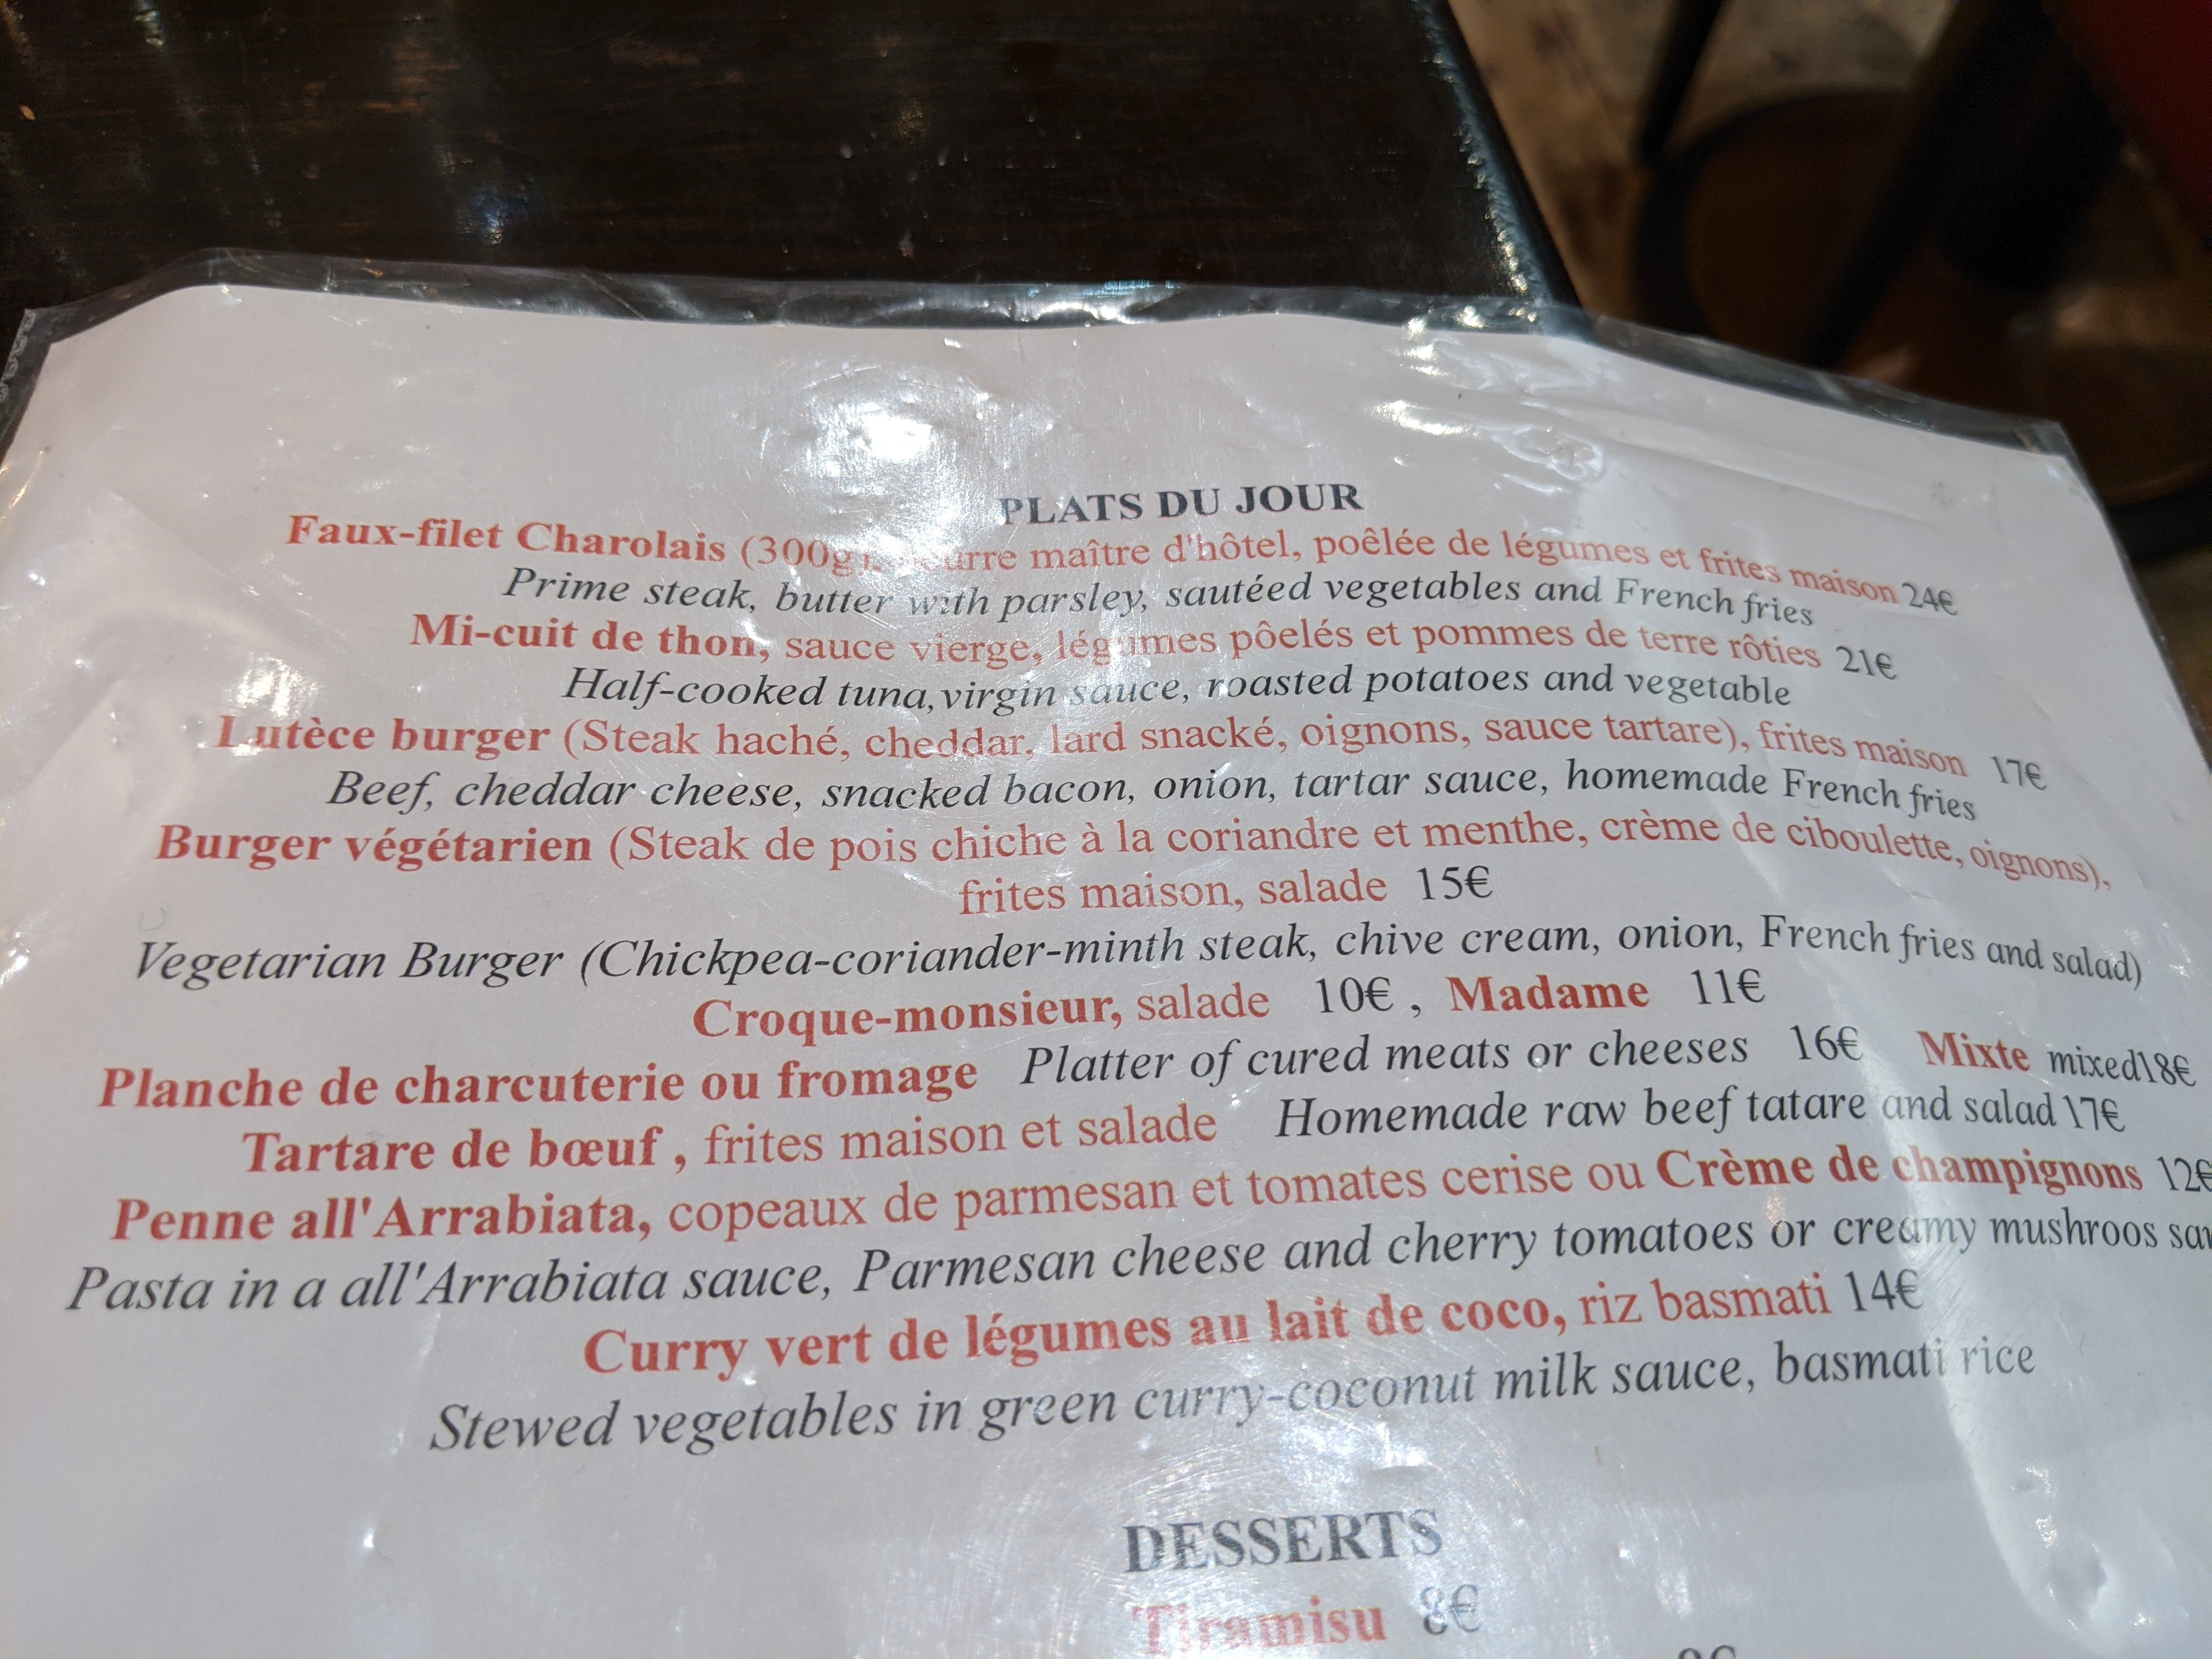 PLATS DU JOUR
Faux-filet Charolais (300g), beurre maître d'hôtel, poêlée de légumes et frites maison 24€
Prime steak, butter with parsley, sautéed vegetables and French fries
Mi-cuit de thon, sauce vierge, légumes pôelés et pommes de terre rôties 21€
Half-cooked tuna, virgin sauce, roasted potatoes and vegetable
Lutèce burger (Steak haché, cheddar, lard snacké, oignons, sauce tartare), frites maison 17€
Beef, cheddar cheese, snacked bacon, onion, tartar sauce, homemade French fries
Burger végétarien (Steak de pois chiche à la coriandre et menthe, crème de ciboulette, oignons),
frites maison, salade 15€
Vegetarian Burger (Chickpea-coriander-minth steak, chive cream, onion, French fries and salad)
Croque-monsieur, salade 10€ , Madame 11€
Planche de charcuterie ou fromage Platter of cured meats or cheeses 16€ Mixte mixed18€
Tartare de bœuf , frites maison et salade Homemade raw beef tatare and salad 17€
Penne all'Arrabiata, copeaux de parmesan et tomates cerise ou Crème de champignons 12€
Pasta in a all'Arrabiata sauce, Parmesan cheese and cherry tomatoes or creamy mushroos
Curry vert de légumes au lait de coco, riz basmati 14€
Stewed vegetables in green curry-coconut milk sauce, basmati rice
DESSERTS
Tiramisu 8€